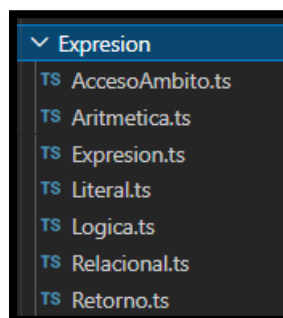 Expresion
TS AccesoAmbito.ts
TS Aritmetica.ts
TS Expresion.ts
TS Literal.ts
TS Logica.ts
TS Relacional.ts
TS Retorno.ts